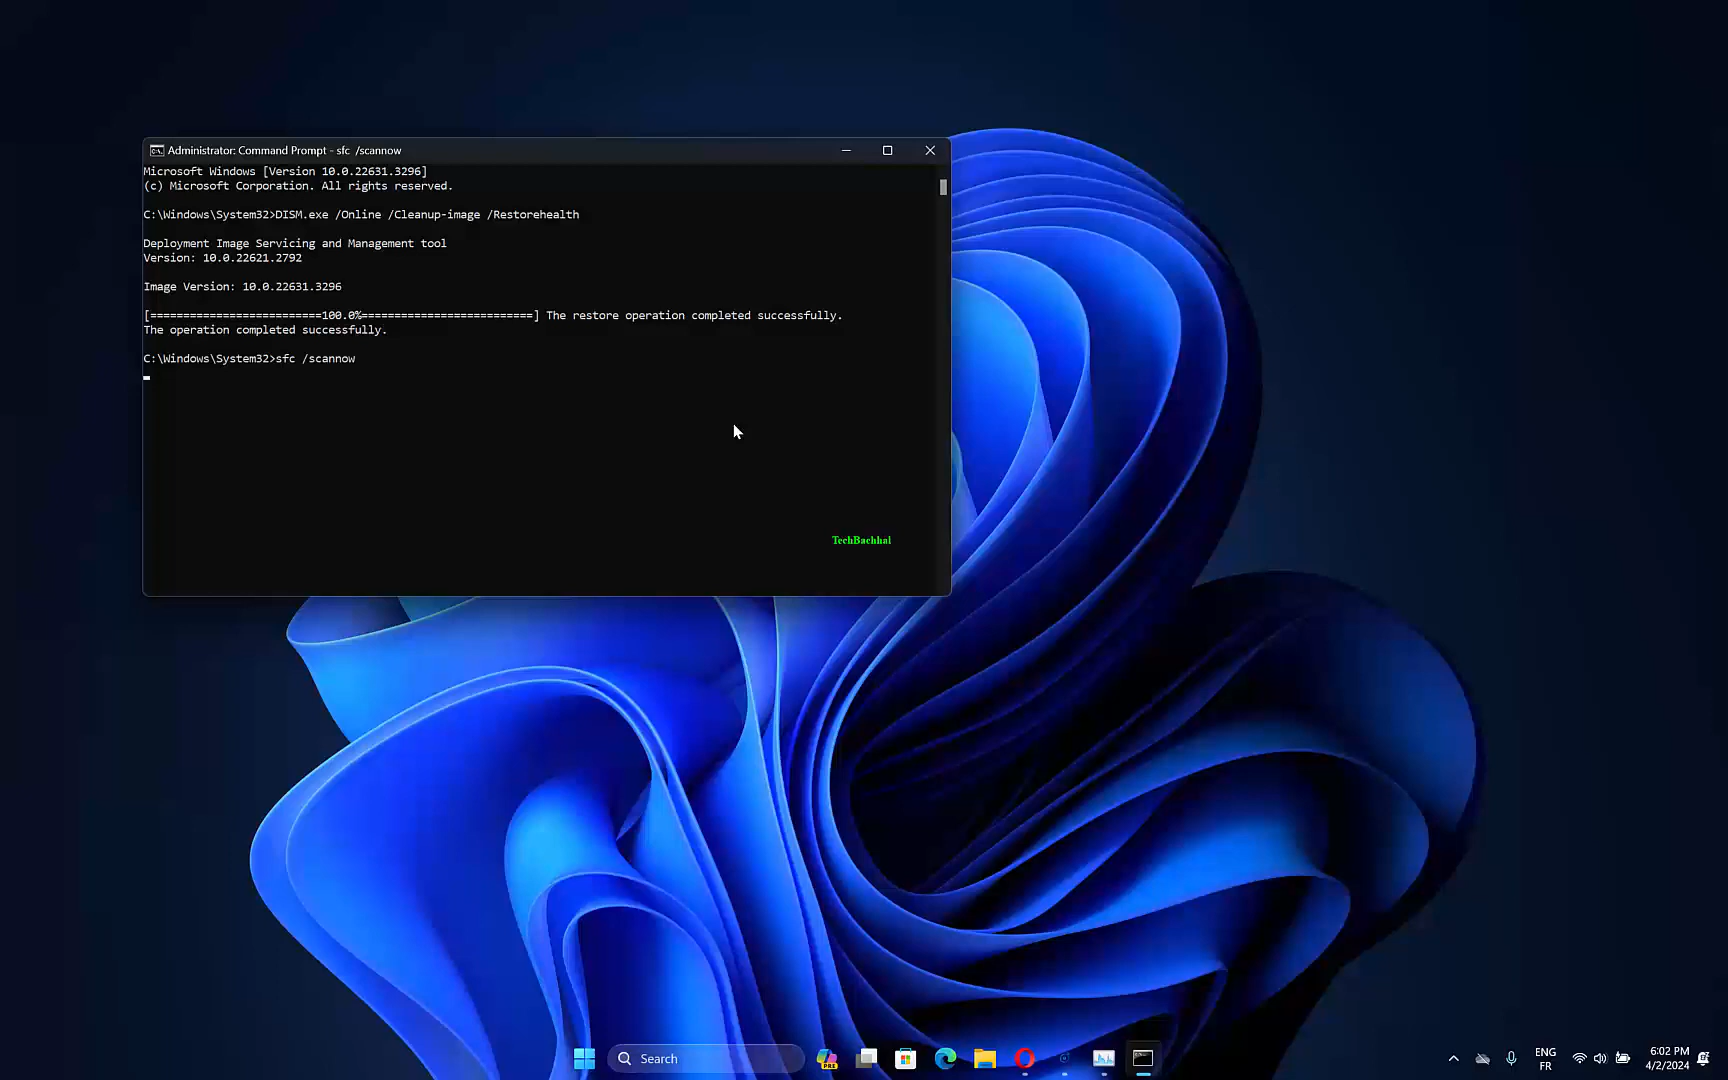 Administrator: Command Prompt - sfc  /scannow
Microsoft Windows [Version 10.0.22631.3296]
(c) Microsoft Corporation. All rights reserved.
C:\Windows\System32>DISM.exe /Online /Cleanup-image /Restorehealth
Deployment Image Servicing and Management tool
Version: 10.0.22621.2792
Image Version: 10.0.22631.3296
[==========================100.0%==========================] The restore operation completed successfully.
The operation completed successfully.
C:\Windows\System32>sfc /scannow
TechBachhal
Search
PRE
ENG
FR
6:02 PM
4/2/2024